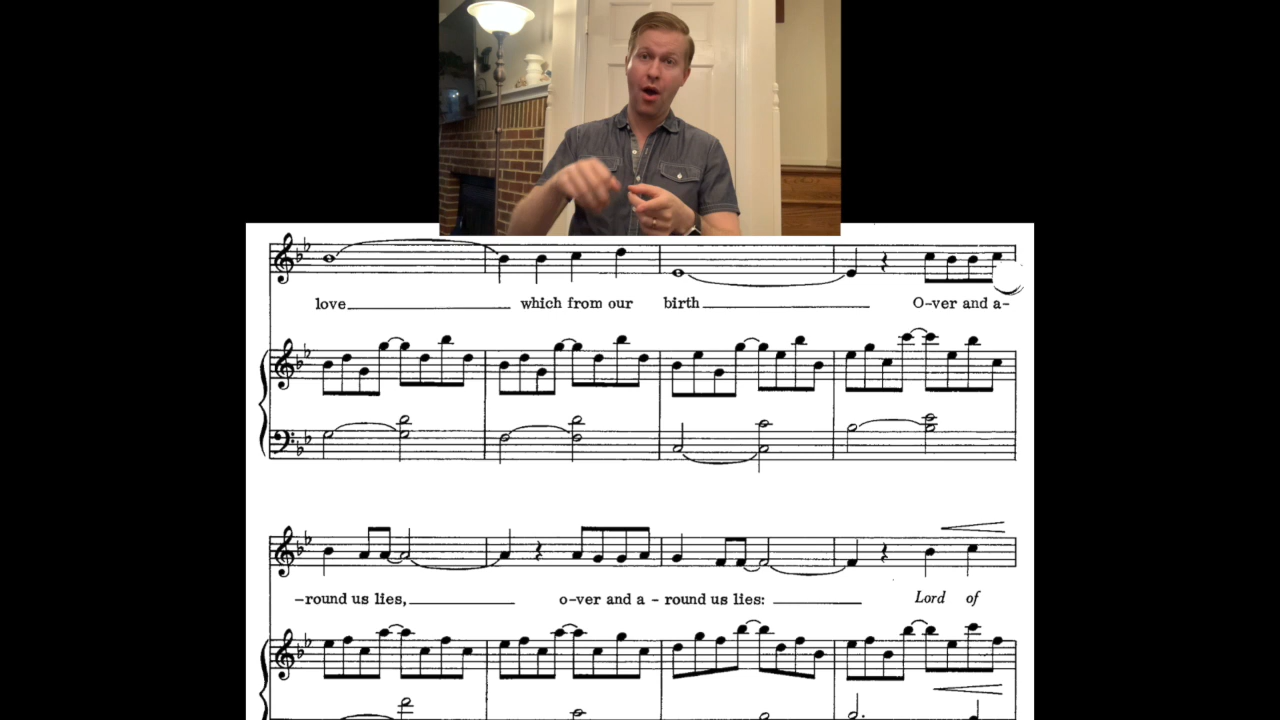 love which from our birth O-ver and a-
-round us lies, o-ver and a - round us lies: Lord of